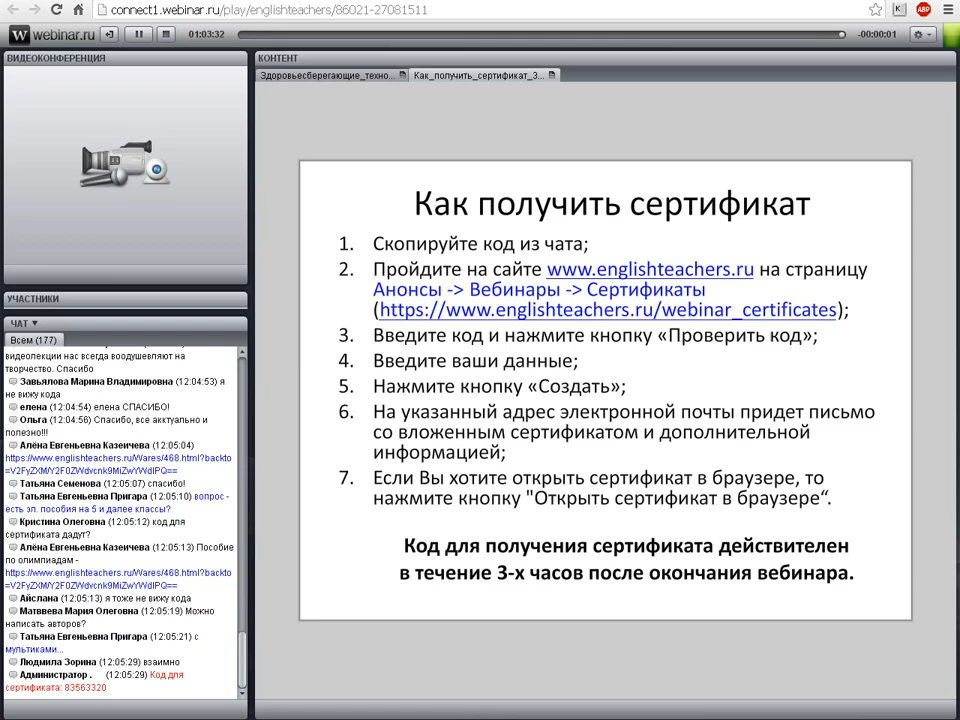 connect1.webinar.ru/play/englishteachers/86021-27081511
webinar.ru
01:03:32
-00:00:01
ВИДЕОКОНФЕРЕНЦИЯ
УЧАСТНИКИ
ЧАТ
Всем (177)
видеолекции нас всегда воодушевляют на
творчество. Спасибо
Завьялова Марина Владимировна (12:04:53) я
не вижу кода
елена (12:04:54) елена СПАСИБО!
Ольга (12:04:56) Спасибо, все акктуально и
полезно!!!
Алёна Евгеньевна Казеичева (12:05:04)
https://www.englishteachers.ru/Wares/468.html?backto
Татьяна Семенова (12:05:07) спасибо!
Татьяна Евгеньевна Пригара (12:05:10) вопрос -
есть эл. пособия на 5 и далее классы?
Кристина Олеговна (12:05:12) код для
сертификата дадут?
Алёна Евгеньевна Казеичева (12:05:13) Пособие
по олимпиадам -
https://www.englishteachers.ru/Wares/468.html?backto
Айслана (12:05:13) я тоже не вижу кода
Матввева Мария Олеговна (12:05:19) Можно
написать авторов?
Татьяна Евгеньевна Пригара (12:05:21) с
мультиками...
Людмила Зорина (12:05:29) взаимно
Администратор . (12:05:29) Код для
сертификата: 83563320
КОНТЕНТ
Здоровьесберегающие_техно...
Как_получить_сертификат_3...
Как получить сертификат
1. Скопируйте код из чата;
2. Пройдите на сайте www.englishteachers.ru на страницу
Анонсы -> Вебинары -> Сертификаты
(https://www.englishteachers.ru/webinar_certificates);
3. Введите код и нажмите кнопку «Проверить код»;
4. Введите ваши данные;
5. Нажмите кнопку «Создать»;
6. На указанный адрес электронной почты придет письмо
со вложенным сертификатом и дополнительной
информацией;
7. Если Вы хотите открыть сертификат в браузере, то
нажмите кнопку "Открыть сертификат в браузере“.
Код для получения сертификата действителен
в течение 3-х часов после окончания вебинара.